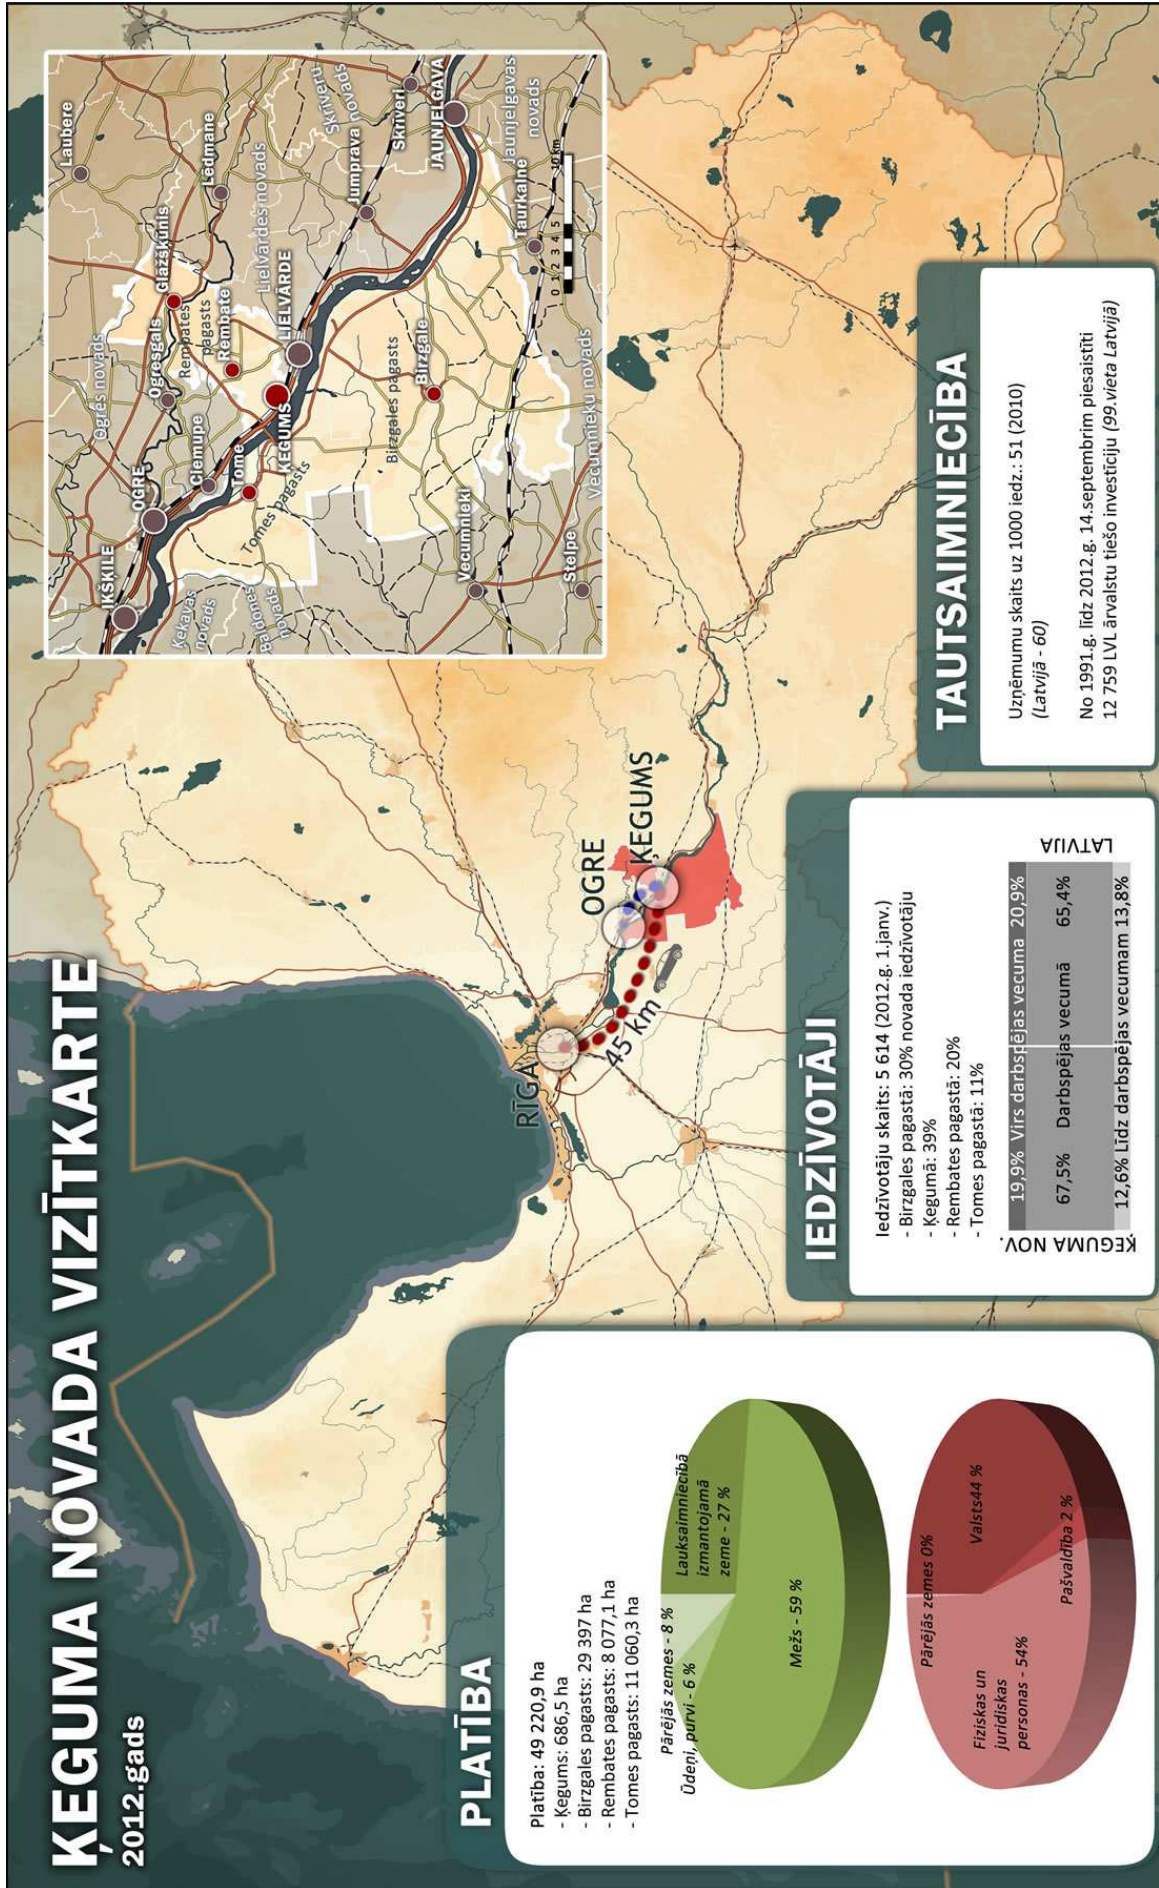 ĶEGUMA NOVADA VIZĪTKARTE
2012.gads
IKŠĶILE
OGRE
Ogres novads
Laubere
Glāžšķūnis
Ogresgals
Rembates
pagasts
Rembate
Lēdmane
Lielvārdes novads
Ciemupe
Tome
ĶEGUMS
LIELVĀRDE
Jumprava
Skrīveru
novads
Skrīveri
JAUNJELGAVA
Jaunjelgavas
novads
Taurkalne
Ķekavas
novads
Baldones
novads
Tomes pagasts
Birzgales pagasts
Birzgale
Vecumnieki
Vecumnieku novads
Stelpe
0 1 2 3 4 5 10 km
RĪGA
OGRE
ĶEGUMS
45 km
PLATĪBA
Platība: 49 220,9 ha
- Ķegums: 686,5 ha
- Birzgales pagasts: 29 397 ha
- Rembates pagasts: 8 077,1 ha
- Tomes pagasts: 11 060,3 ha
Pārējās zemes - 8 %
Ūdeņi, purvi - 6 %
Lauksaimniecībā
izmantojamā
zeme - 27 %
Mežs - 59 %
Pārējās zemes 0%
Fiziskas un
juridiskas
personas - 54%
Valsts44 %
Pašvaldība 2 %
IEDZĪVOTĀJI
Iedzīvotāju skaits: 5 614 (2012.g. 1.janv.)
- Birzgales pagastā: 30% novada iedzīvotāju
- Ķegumā: 39%
- Rembates pagastā: 20%
- Tomes pagastā: 11%
ĶEGUMA NOV.
19,9% Virs darbspējas vecuma 20,9%
67,5% Darbspējas vecumā 65,4%
12,6% Līdz darbspējas vecumam 13,8%
LATVIJA
TAUTSAIMNIECĪBA
Uzņēmumu skaits uz 1000 iedz.: 51 (2010)
(Latvijā - 60)
No 1991.g. līdz 2012.g. 14.septembrim piesaistīti
12 759 LVL ārvalstu tiešo investīciju (99.vieta Latvijā)